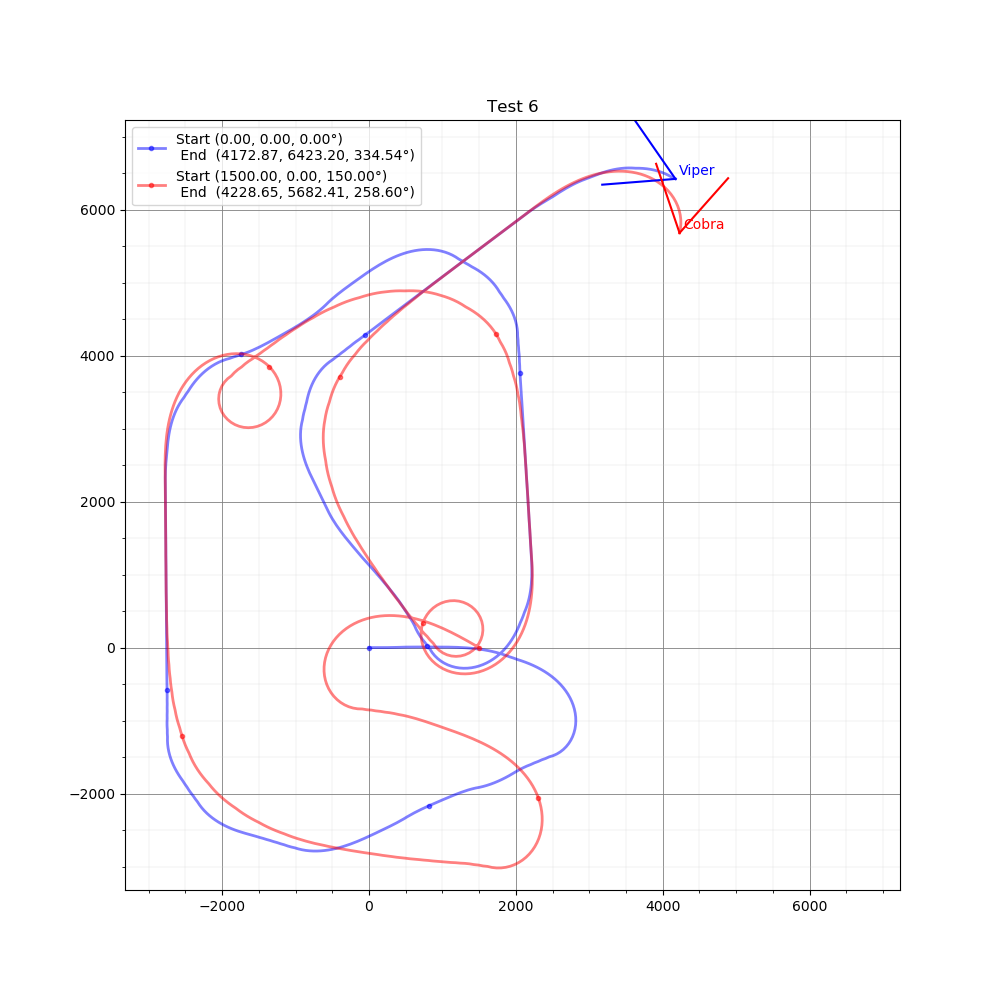 Test 6
Start (0.00, 0.00, 0.00°)
End  (4172.87, 6423.20, 334.54°)
Start (1500.00, 0.00, 150.00°)
End  (4228.65, 5682.41, 258.60°)
Viper
Cobra
6000
4000
2000
0
−2000
−2000
0
2000
4000
6000